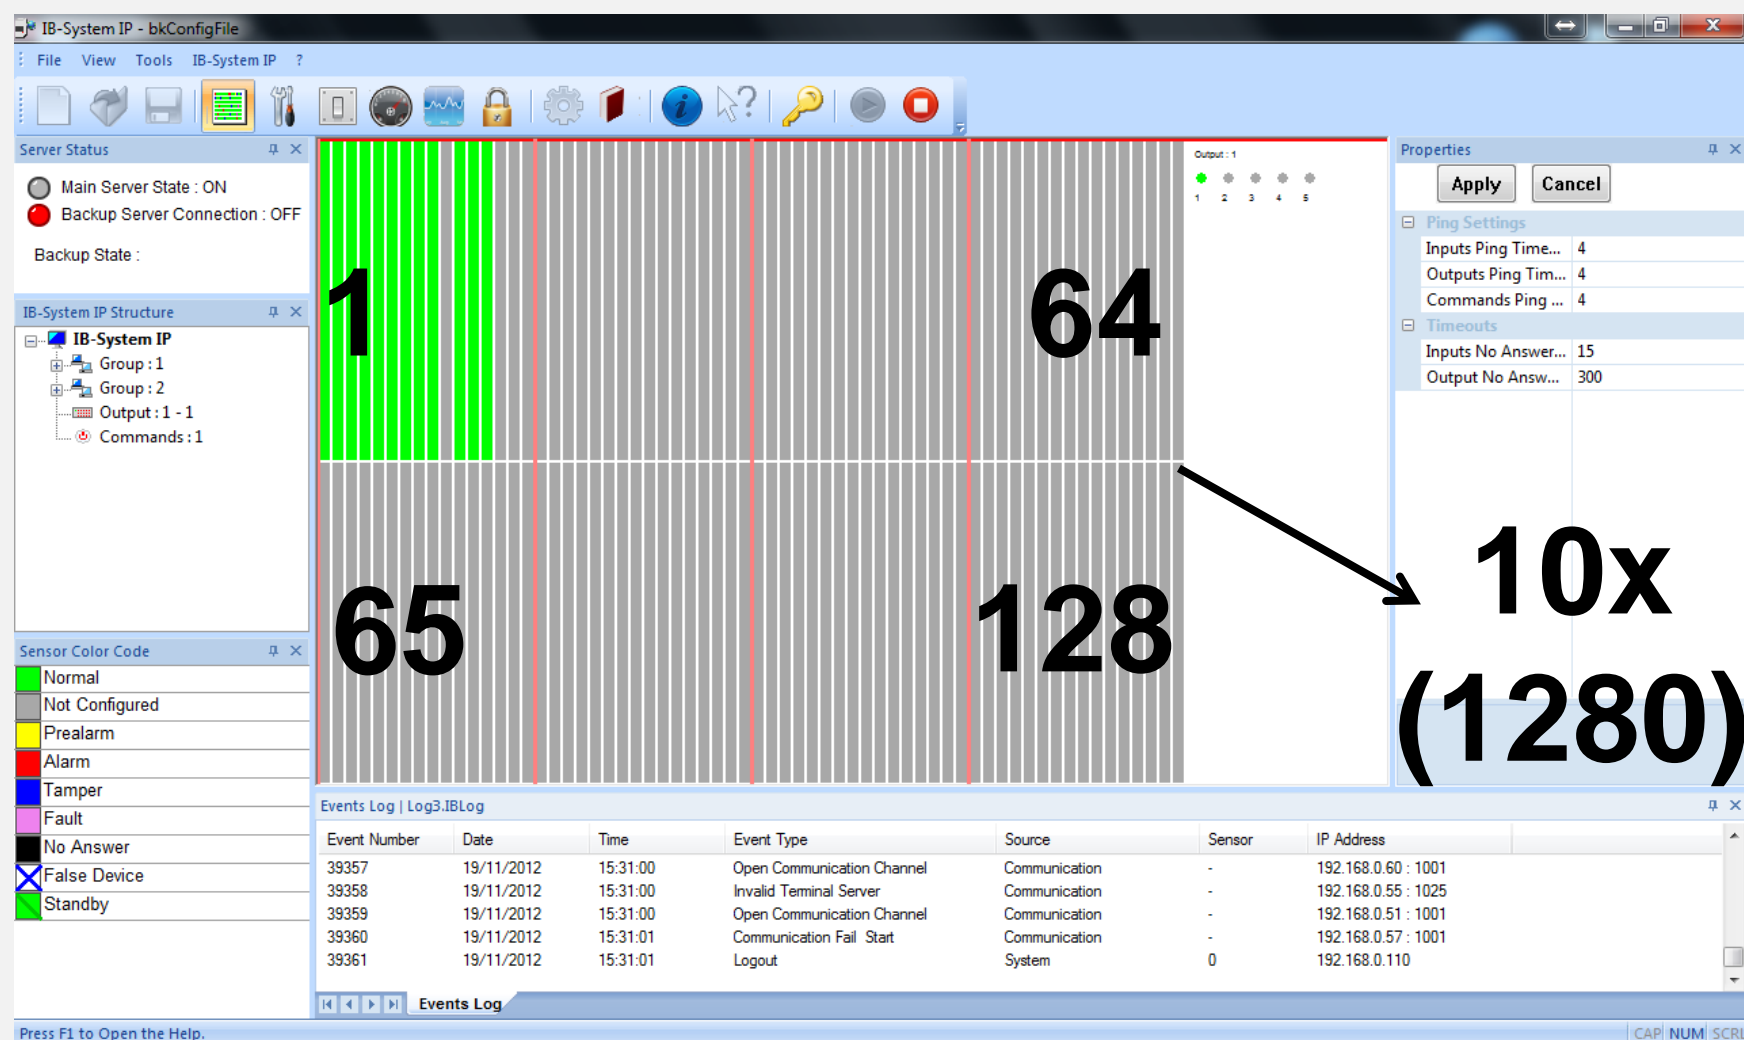 IB-System IP - bkConfigFile
File View Tools IB-System IP ?
Server Status
Main Server State : ON
Backup Server Connection : OFF
Backup State :
IB-System IP Structure
IB-System IP
Group : 1
Group : 2
Output : 1 - 1
Commands : 1
Sensor Color Code
Normal
Not Configured
Prealarm
Alarm
Tamper
Fault
No Answer
False Device
Standby
1
64
65
128
Output : 1
1 2 3 4 5
Properties
Apply Cancel
Ping Settings
Inputs Ping Time... 4
Outputs Ping Tim... 4
Commands Ping ... 4
Timeouts
Inputs No Answer... 15
Output No Answ... 300
10x
(1280)
Events Log | Log3.IBLog
Event Number Date Time Event Type Source Sensor IP Address
39357 19/11/2012 15:31:00 Open Communication Channel Communication - 192.168.0.60 : 1001
39358 19/11/2012 15:31:00 Invalid Terminal Server Communication - 192.168.0.55 : 1025
39359 19/11/2012 15:31:00 Open Communication Channel Communication - 192.168.0.51 : 1001
39360 19/11/2012 15:31:01 Communication Fail Start Communication - 192.168.0.57 : 1001
39361 19/11/2012 15:31:01 Logout System 0 192.168.0.110
Events Log
Press F1 to Open the Help.
CAP NUM SCRL